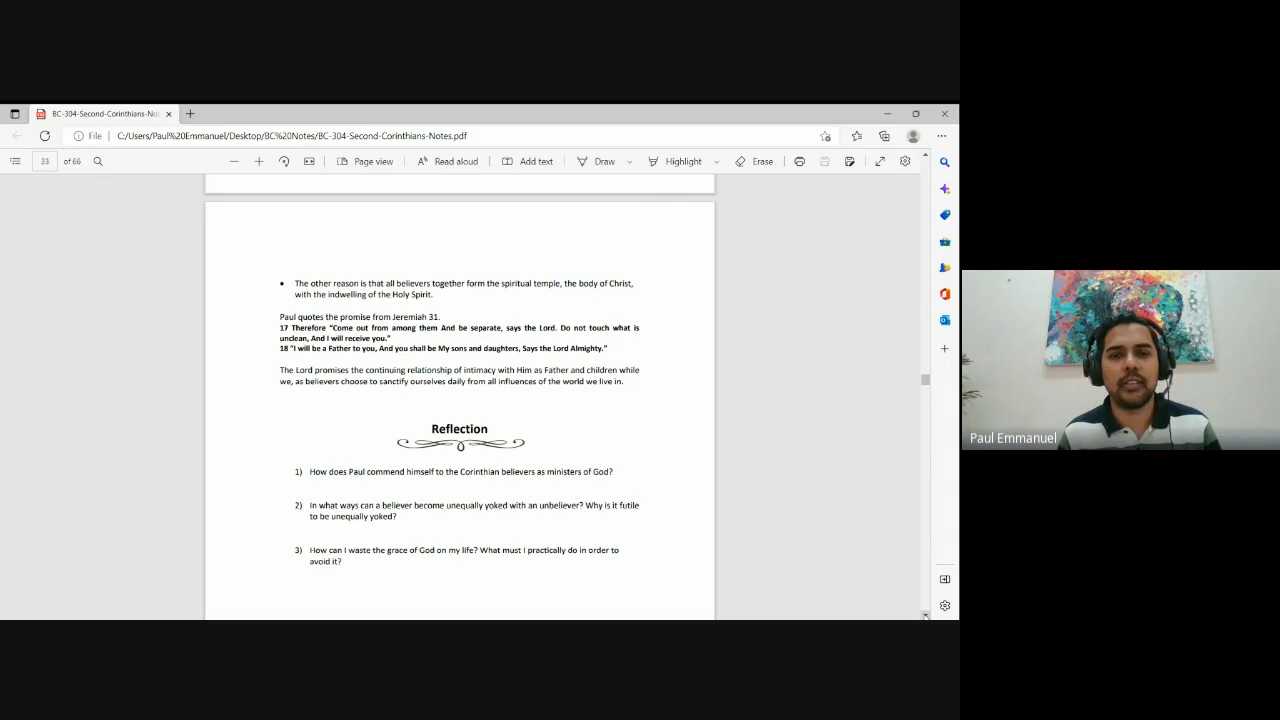 BC-304-Second-Corinthians-Not
File
C:/Users/Paul%20Emmanuel/Desktop/BC%20Notes/BC-304-Second-Corinthians-Notes.pdf
33 of 66
Page view
Read aloud
Add text
Draw
Highlight
Erase
• The other reason is that all believers together form the spiritual temple, the body of Christ,
with the indwelling of the Holy Spirit.
Paul quotes the promise from Jeremiah 31.
17 Therefore “Come out from among them And be separate, says the Lord. Do not touch what is
unclean, And I will receive you.”
18 “I will be a Father to you, And you shall be My sons and daughters, Says the Lord Almighty.”
The Lord promises the continuing relationship of intimacy with Him as Father and children while
we, as believers choose to sanctify ourselves daily from all influences of the world we live in.
Reflection
1) How does Paul commend himself to the Corinthian believers as ministers of God?
2) In what ways can a believer become unequally yoked with an unbeliever? Why is it futile
to be unequally yoked?
3) How can I waste the grace of God on my life? What must I practically do in order to
avoid it?
Paul Emmanuel